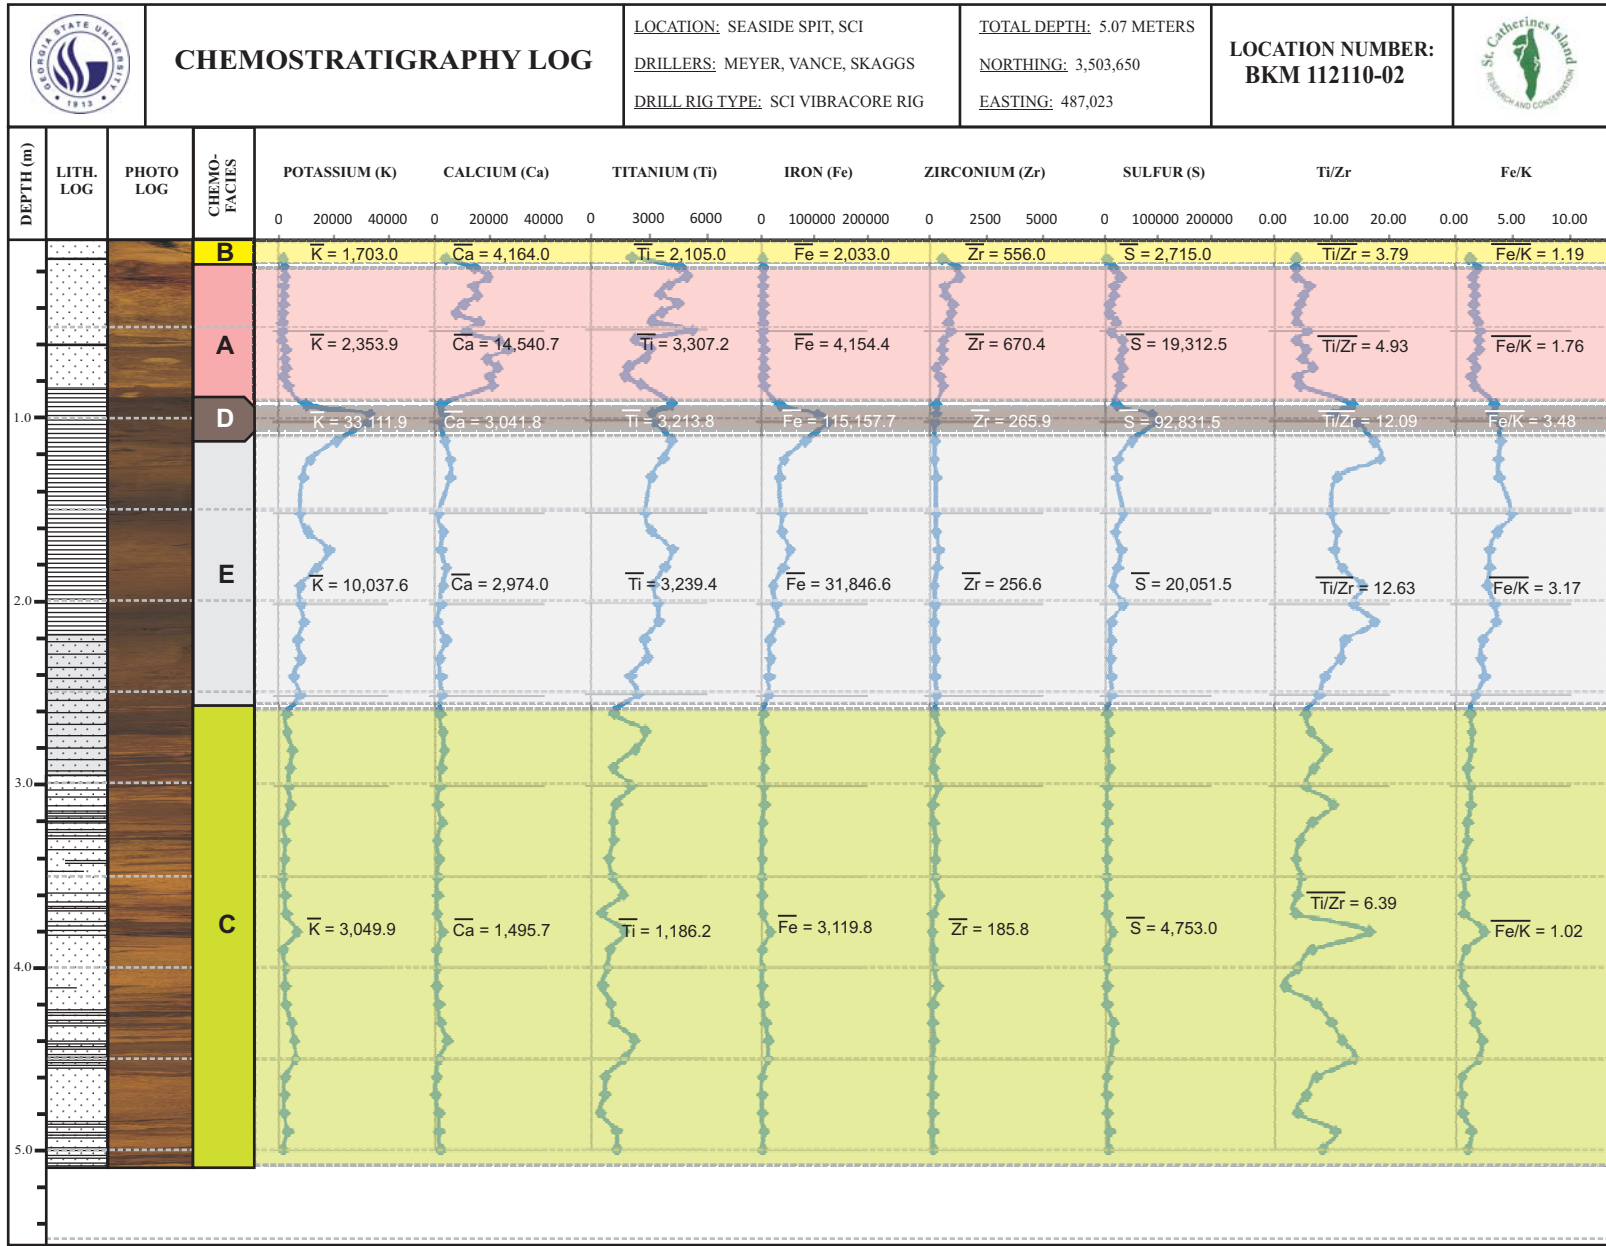 GEORGIA STATE UNIVERSITY
1913
CHEMOSTRATIGRAPHY LOG
LOCATION: SEASIDE SPIT, SCI
DRILLERS: MEYER, VANCE, SKAGGS
DRILL RIG TYPE: SCI VIBRACORE RIG
TOTAL DEPTH: 5.07 METERS
NORTHING: 3,503,650
EASTING: 487,023
LOCATION NUMBER:
BKM 112110-02
St. Catherines Island
RESEARCH AND CONSERVATION
DEPTH (m)
LITH. LOG
PHOTO LOG
CHEMO-FACIES
POTASSIUM (K)
CALCIUM (Ca)
TITANIUM (Ti)
IRON (Fe)
ZIRCONIUM (Zr)
SULFUR (S)
Ti/Zr
Fe/K
0 20000 40000
0 20000 40000
0 3000 6000
0 100000 200000
0 2500 5000
0 100000 200000
0.00 10.00 20.00
0.00 5.00 10.00
B
K = 1,703.0
Ca = 4,164.0
Ti = 2,105.0
Fe = 2,033.0
Zr = 556.0
S = 2,715.0
Ti/Zr = 3.79
Fe/K = 1.19
A
K = 2,353.9
Ca = 14,540.7
Ti = 3,307.2
Fe = 4,154.4
Zr = 670.4
S = 19,312.5
Ti/Zr = 4.93
Fe/K = 1.76
1.0
D
K = 33,111.9
Ca = 3,041.8
Ti = 3,213.8
Fe = 115,157.7
Zr = 265.9
S = 92,831.5
Ti/Zr = 12.09
Fe/K = 3.48
E
K = 10,037.6
Ca = 2,974.0
Ti = 3,239.4
Fe = 31,846.6
Zr = 256.6
S = 20,051.5
Ti/Zr = 12.63
Fe/K = 3.17
2.0
3.0
C
K = 3,049.9
Ca = 1,495.7
Ti = 1,186.2
Fe = 3,119.8
Zr = 185.8
S = 4,753.0
Ti/Zr = 6.39
Fe/K = 1.02
4.0
5.0